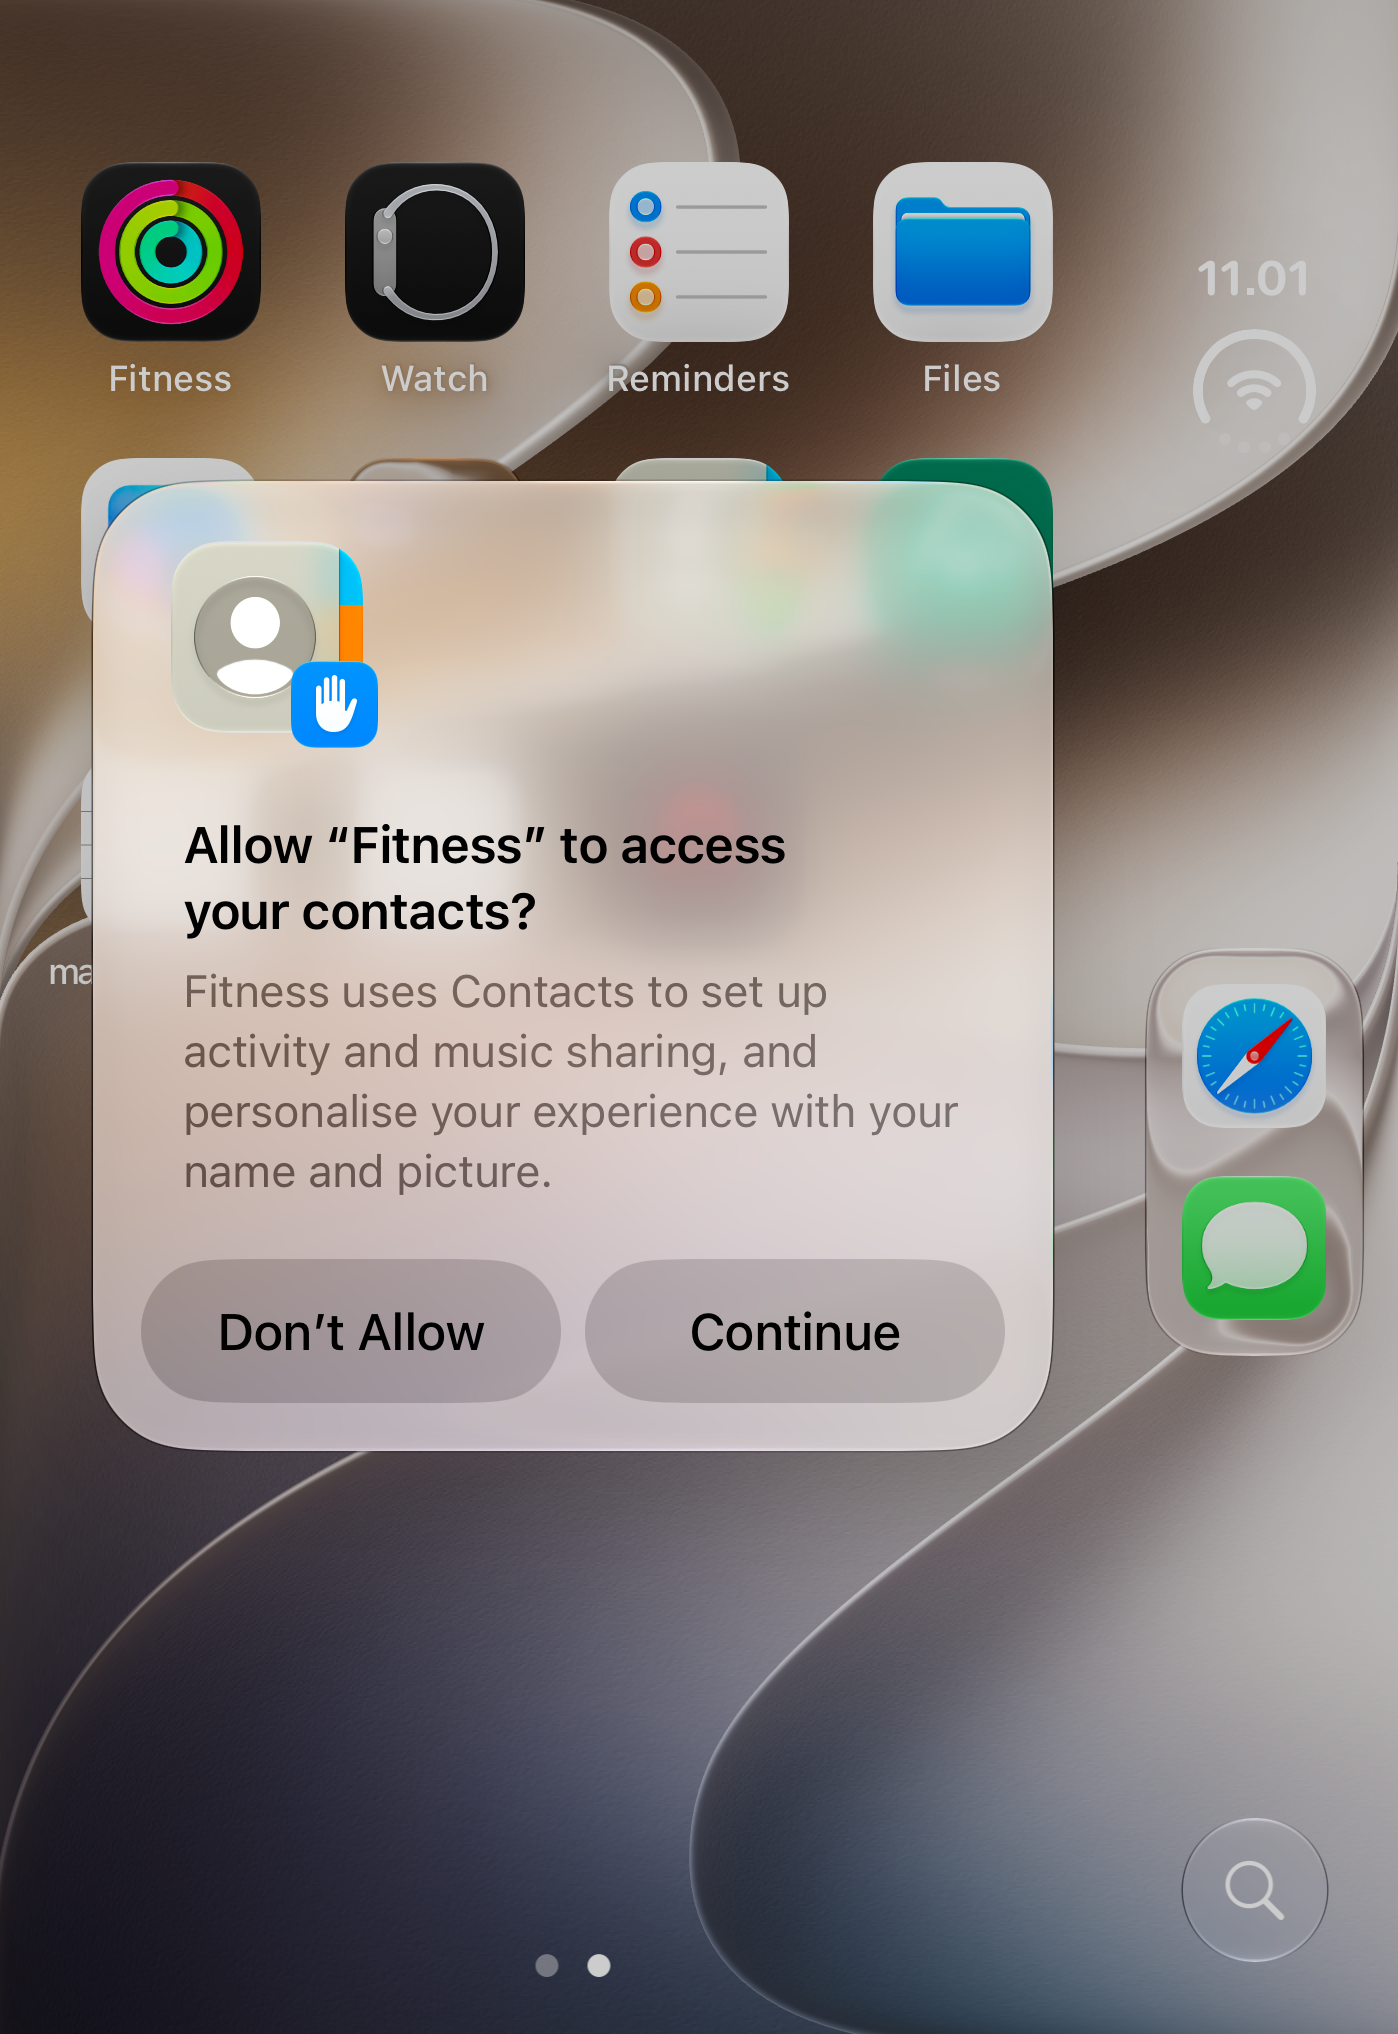 Fitness
Watch
Reminders
Files
11.01
Allow “Fitness” to access
your contacts?
Fitness uses Contacts to set up
activity and music sharing, and
personalise your experience with your
name and picture.
Don’t Allow
Continue